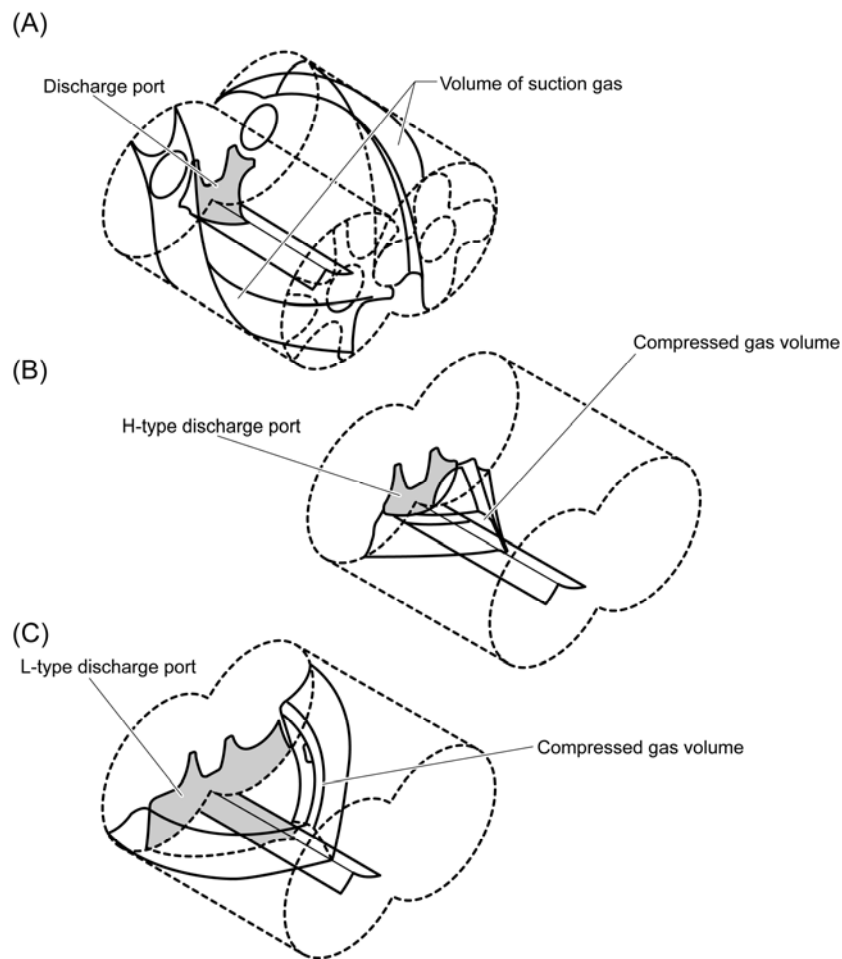 (A)
Discharge port
Volume of suction gas
Compressed gas volume
(B)
H-type discharge port
(C)
L-type discharge port
Compressed gas volume